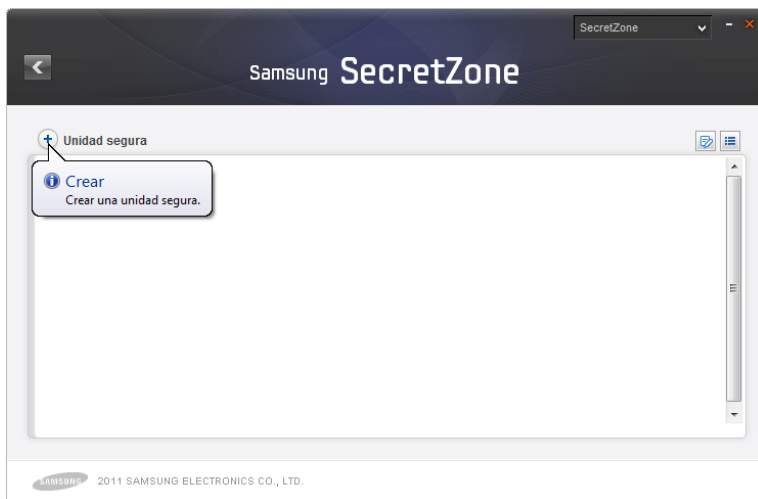 SecretZone
Samsung SecretZone
Unidad segura
Crear
Crear una unidad segura.
SAMSUNG 2011 SAMSUNG ELECTRONICS CO., LTD.